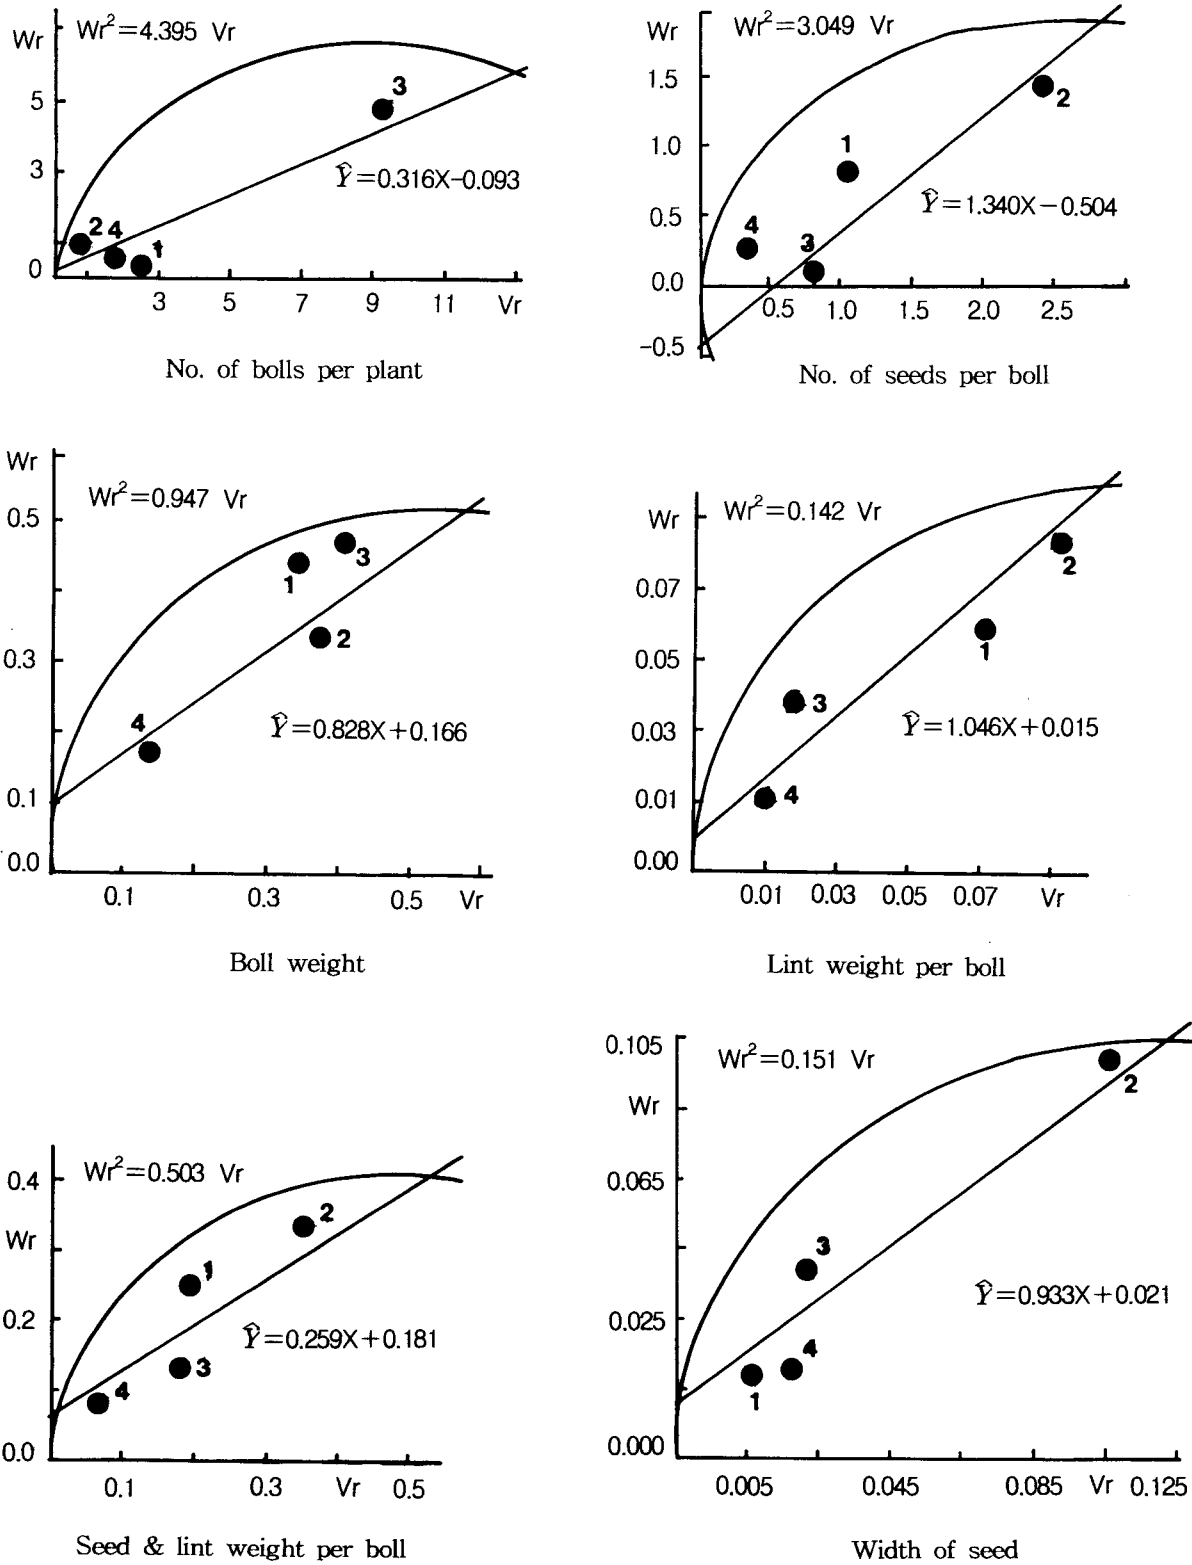 Wr
Wr²=4.395 Vr
5
3
0
2
4
1
3
Ŷ=0.316X-0.093
3
5
7
9
11
Vr
No. of bolls per plant
Wr
Wr²=3.049 Vr
1.5
1.0
0.5
0.0
-0.5
4
3
1
2
Ŷ=1.340X-0.504
0.5
1.0
1.5
2.0
2.5
No. of seeds per boll
Wr
Wr²=0.947 Vr
0.5
0.3
0.1
0.0
4
1
3
2
Ŷ=0.828X+0.166
0.1
0.3
0.5
Vr
Boll weight
Wr
Wr²=0.142 Vr
0.07
0.05
0.03
0.01
0.00
4
3
1
2
Ŷ=1.046X+0.015
0.01
0.03
0.05
0.07
Vr
Lint weight per boll
0.4
Wr²=0.503 Vr
Wr
0.2
0.0
4
3
1
2
Ŷ=0.259X+0.181
0.1
0.3
Vr
0.5
Seed & lint weight per boll
0.105
Wr²=0.151 Vr
Wr
0.065
0.025
0.000
1
4
3
2
Ŷ=0.933X+0.021
0.005
0.045
0.085
Vr
0.125
Width of seed